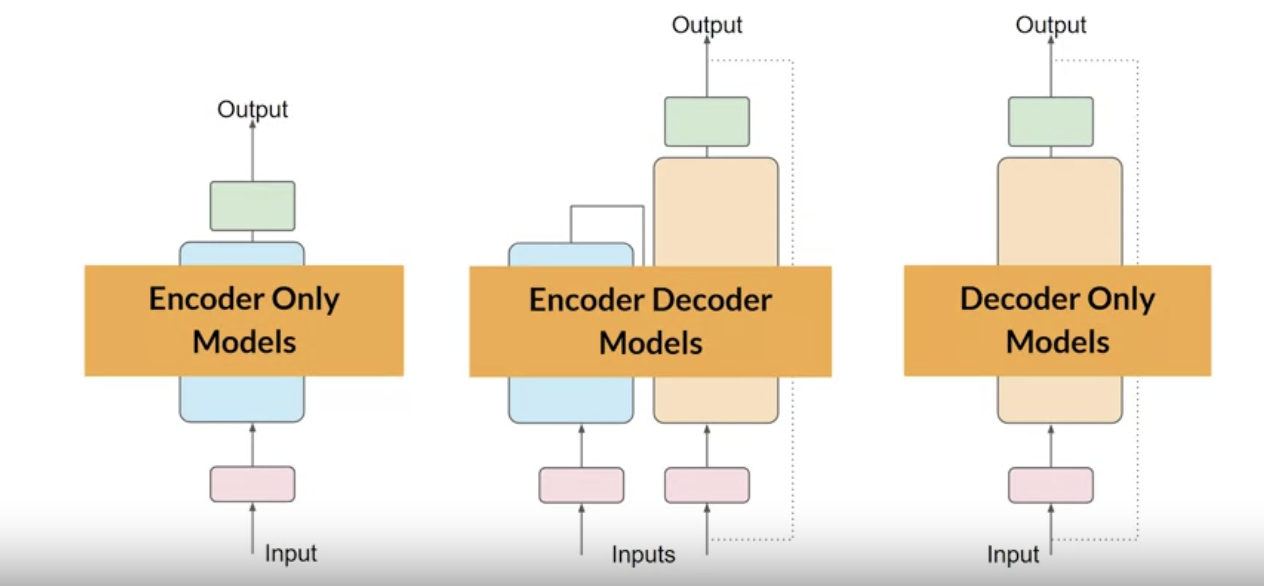 Output
Encoder Only
Models
Input
Output
Encoder Decoder
Models
Inputs
Output
Decoder Only
Models
Input